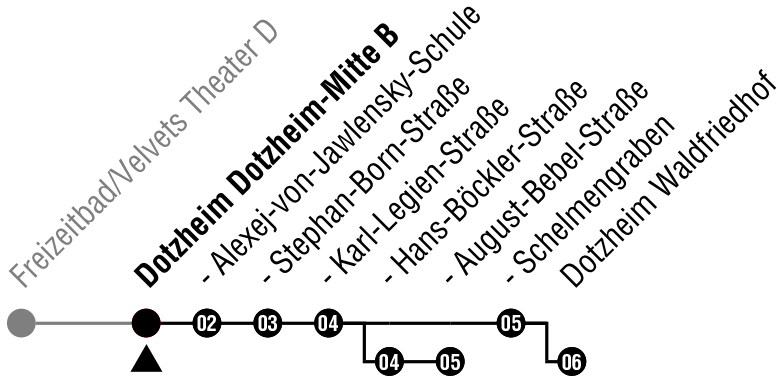 Freizeitbad/Velvets Theater D
Dotzheim Dotzheim-Mitte B
- Alexej-von-Jawlensky-Schule
- Stephan-Born-Straße
- Karl-Legien-Straße
- Hans-Böckler-Straße
- August-Bebel-Straße
- Schelmengraben
Dotzheim Waldfriedhof
02 03 04 05
04 05 06